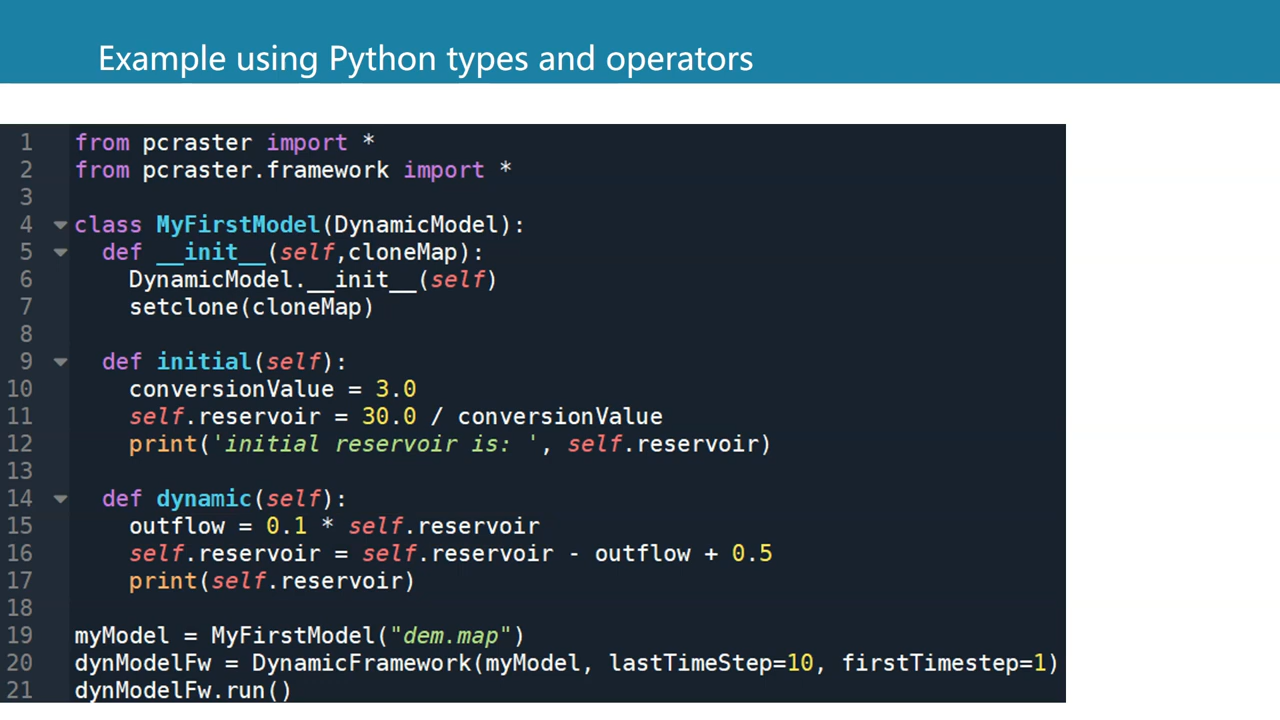 Example using Python types and operators
1 from pcraster import *
2 from pcraster.framework import *
3
4 class MyFirstModel(DynamicModel):
5   def __init__(self,cloneMap):
6     DynamicModel.__init__(self)
7     setclone(cloneMap)
8
9   def initial(self):
10     conversionValue = 3.0
11     self.reservoir = 30.0 / conversionValue
12     print('initial reservoir is: ', self.reservoir)
13
14   def dynamic(self):
15     outflow = 0.1 * self.reservoir
16     self.reservoir = self.reservoir - outflow + 0.5
17     print(self.reservoir)
18
19 myModel = MyFirstModel("dem.map")
20 dynModelFw = DynamicFramework(myModel, lastTimeStep=10, firstTimestep=1)
21 dynModelFw.run()